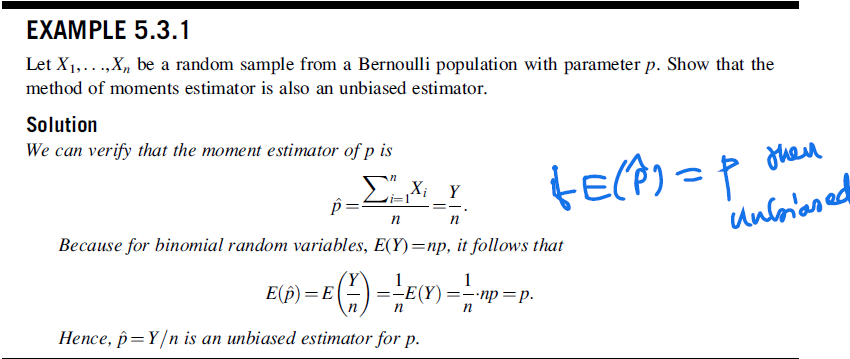 EXAMPLE 5.3.1
Let X₁,. . .,Xₙ be a random sample from a Bernoulli population with parameter p. Show that the
method of moments estimator is also an unbiased estimator.
Solution
We can verify that the moment estimator of p is
p̂ = ∑ⁿᵢ₌₁ Xᵢ / n = Y / n.
if E(p̂) = p then
unbiased
Because for binomial random variables, E(Y) = np, it follows that
E(p̂) = E(Y/n) = 1/n E(Y) = 1/n · np = p.
Hence, p̂ = Y/n is an unbiased estimator for p.